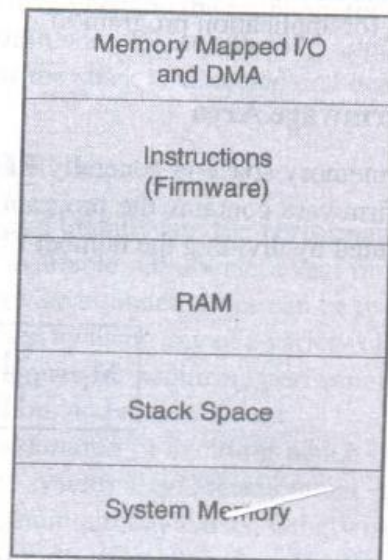 Memory Mapped I/O
and DMA
Instructions
(Firmware)
RAM
Stack Space
System Memory